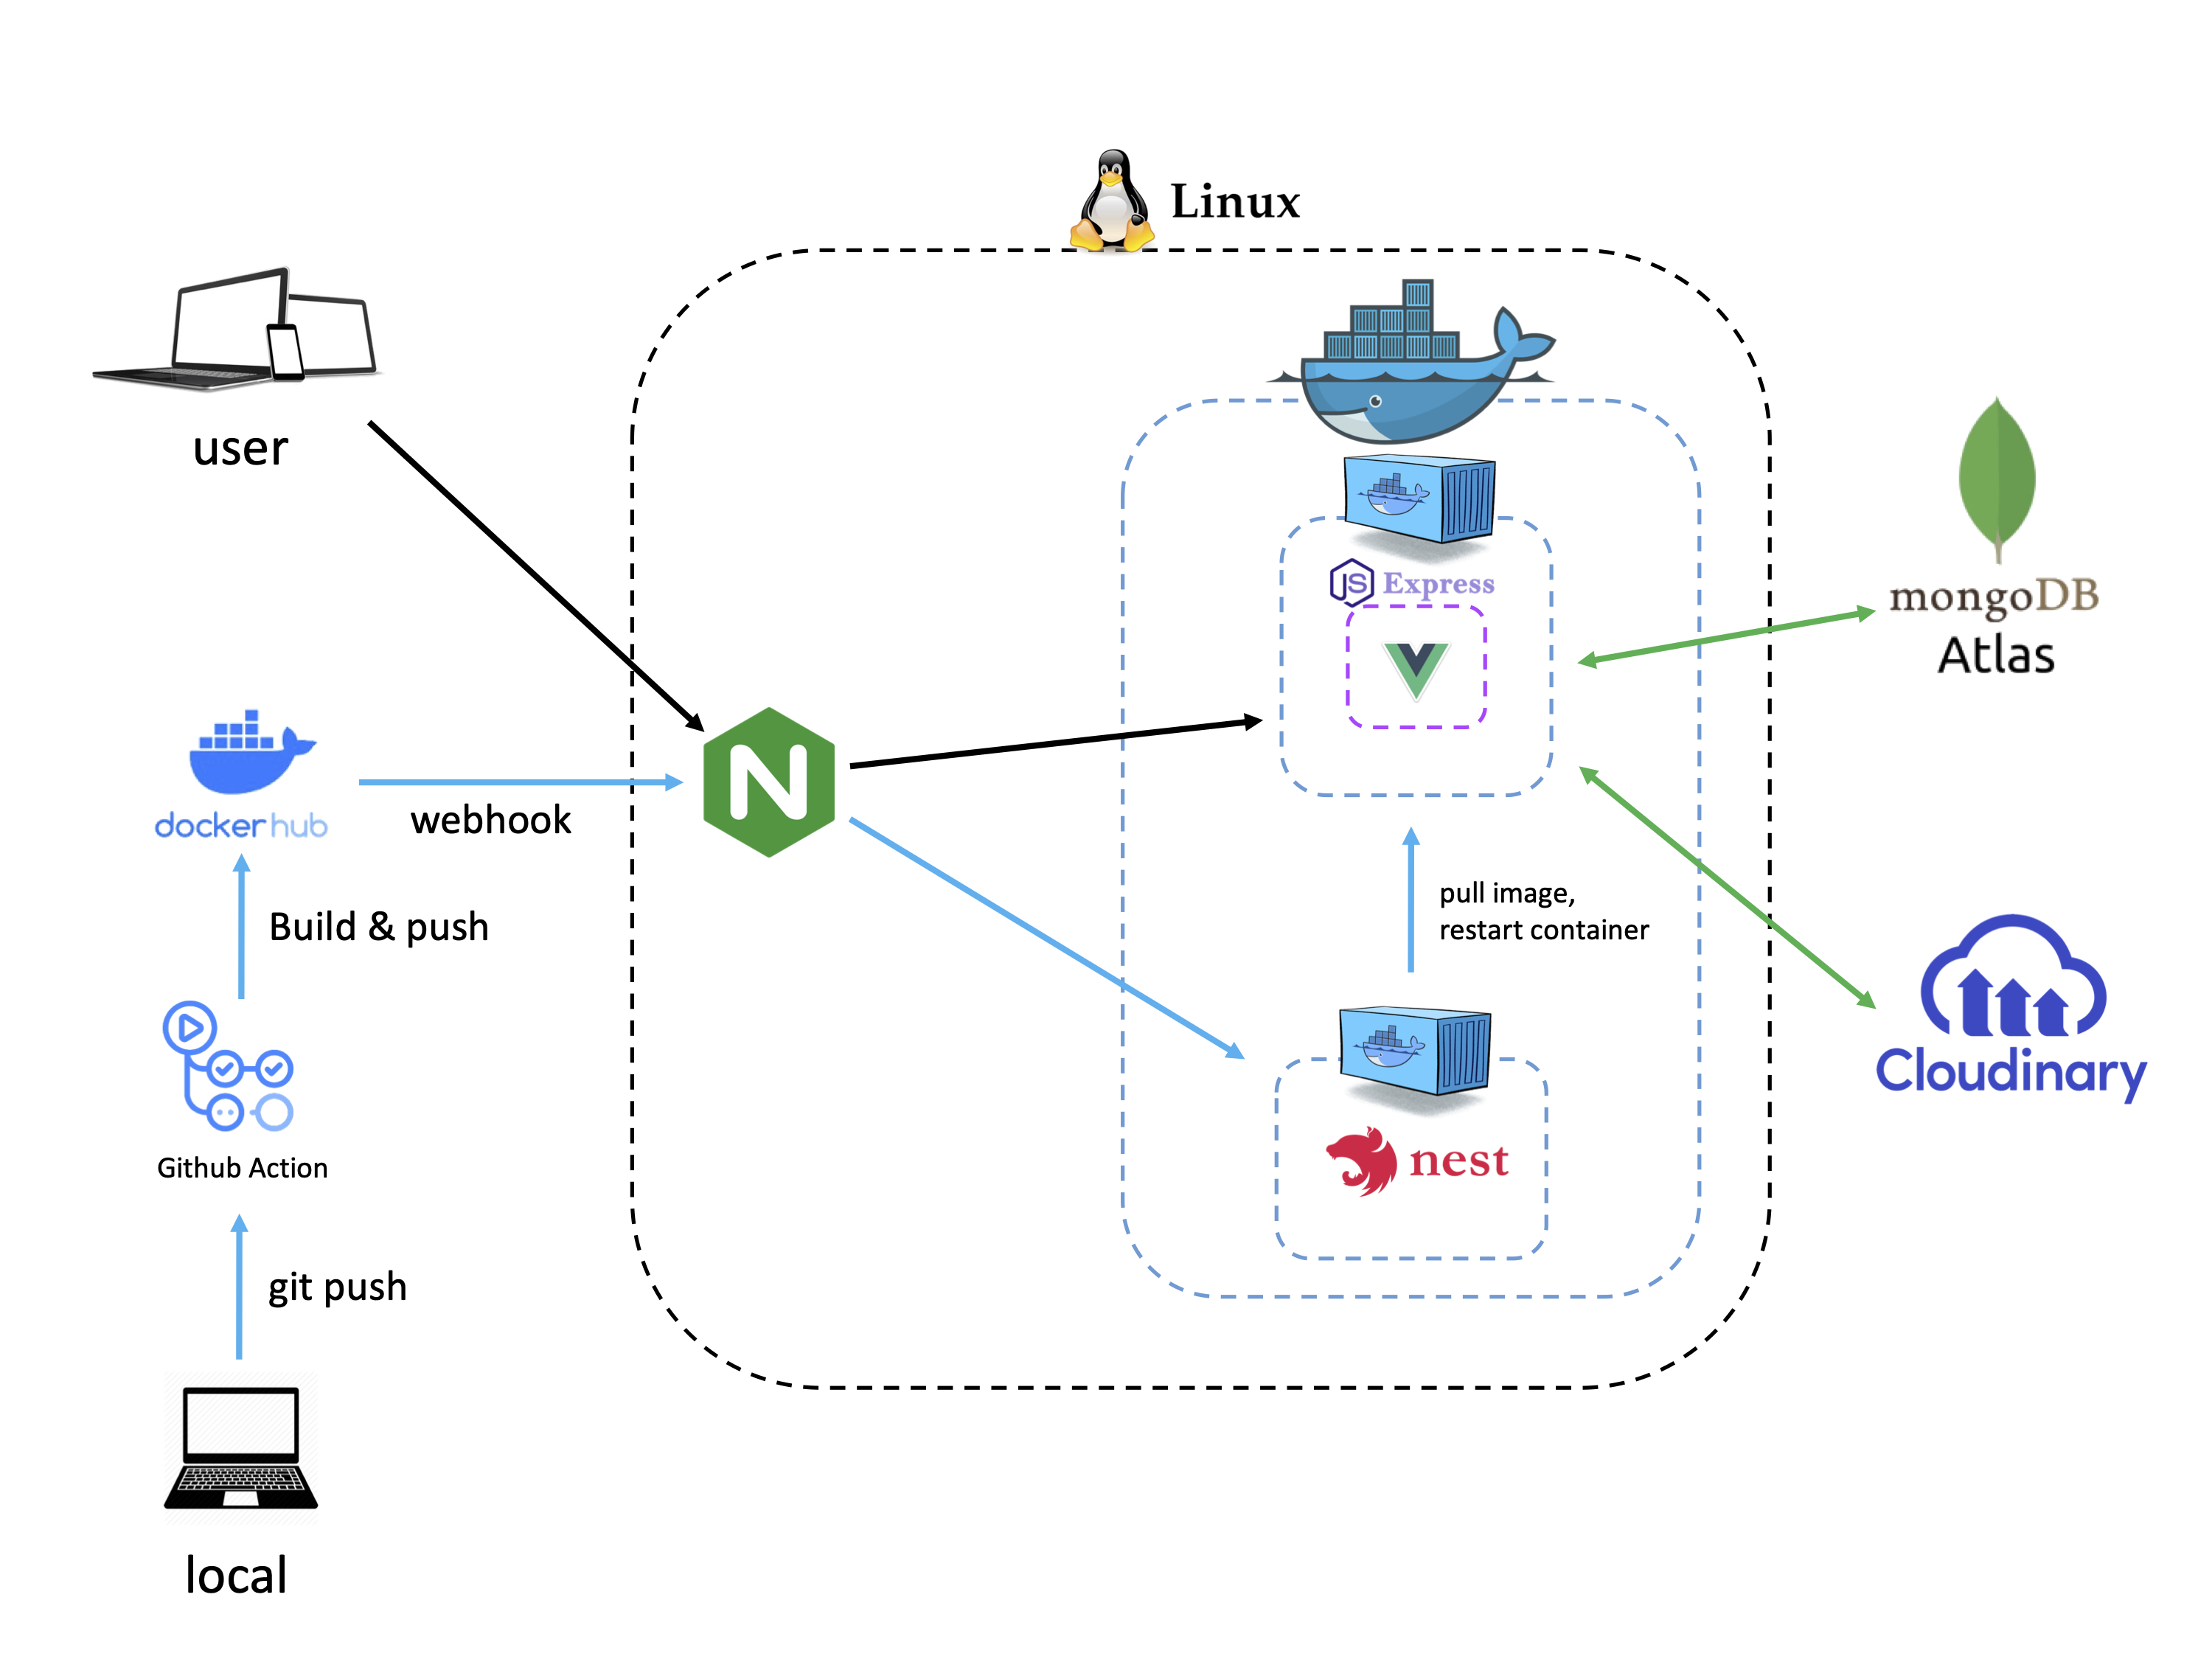 Linux
user
JS Express
mongoDB
Atlas
docker hub
webhook
N
pull image,
restart container
Build & push
Cloudinary
Github Action
nest
git push
local